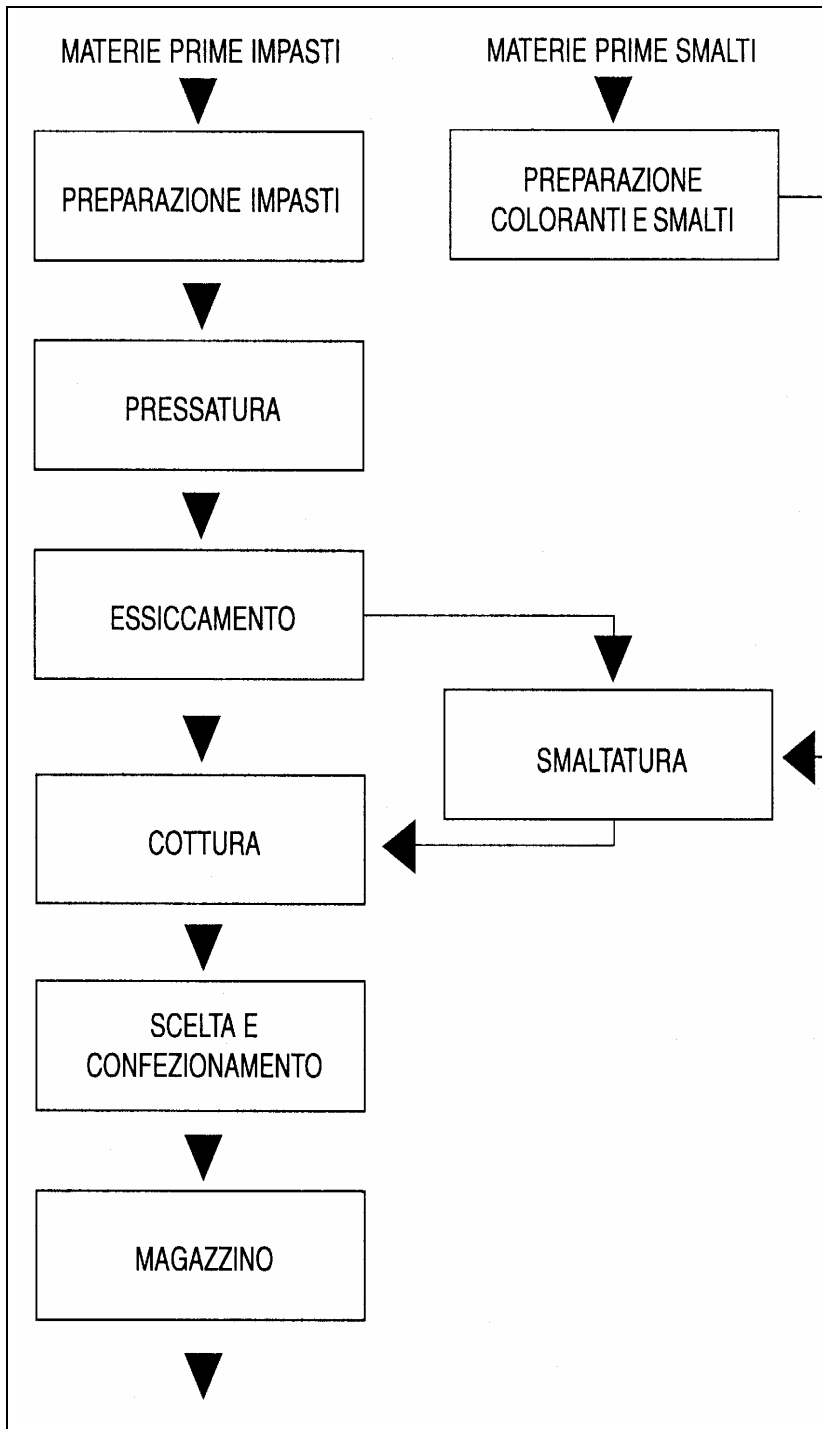 MATERIE PRIME IMPASTI
MATERIE PRIME SMALTI
PREPARAZIONE IMPASTI
PREPARAZIONE
COLORANTI E SMALTI
PRESSATURA
ESSICCAMENTO
SMALTATURA
COTTURA
SCELTA E
CONFEZIONAMENTO
MAGAZZINO